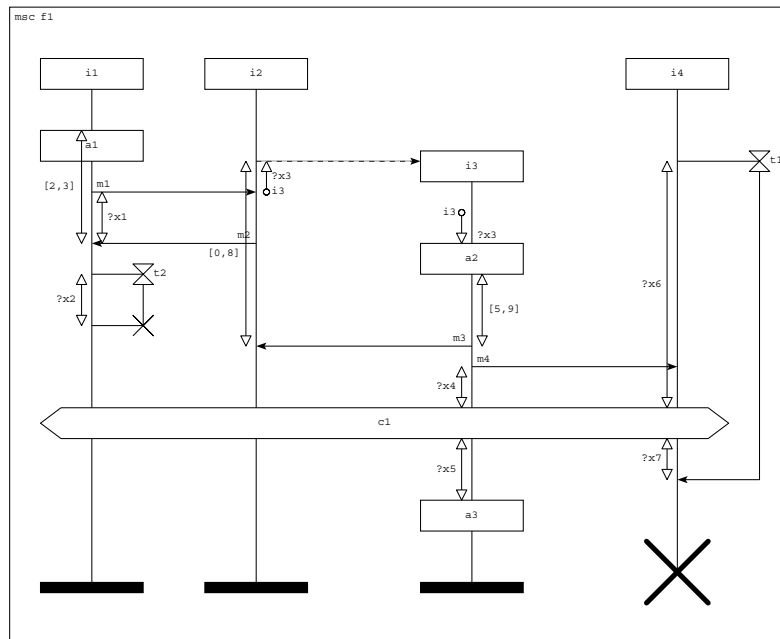 msc f1
i1
i2
i4
a1
i3
t1
?x3
[2,3]
m1
i3
?x1
i3
?x3
m2
[0,8]
a2
t2
?x2
?x6
[5,9]
m3
m4
?x4
c1
?x5
?x7
a3